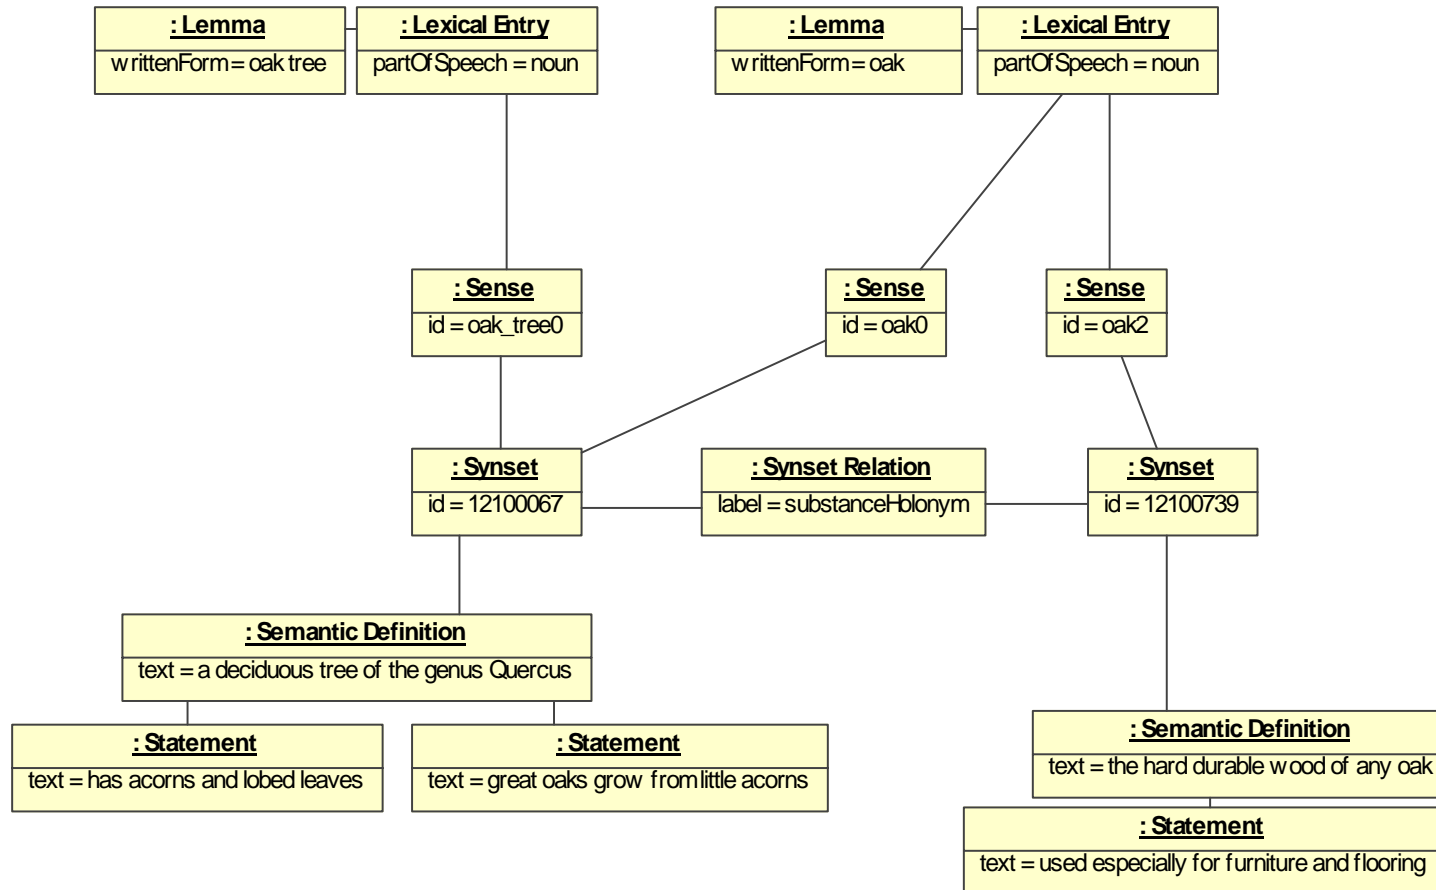 : Lemma
writtenForm = oak tree
: Lexical Entry
partOfSpeech = noun
: Lemma
writtenForm = oak
: Lexical Entry
partOfSpeech = noun
: Sense
id = oak_tree0
: Sense
id = oak0
: Sense
id = oak2
: Synset
id = 12100067
: Synset Relation
label = substanceHolonym
: Synset
id = 12100739
: Semantic Definition
text = a deciduous tree of the genus Quercus
: Statement
text = has acorns and lobed leaves
: Statement
text = great oaks grow from little acorns
: Semantic Definition
text = the hard durable wood of any oak
: Statement
text = used especially for furniture and flooring